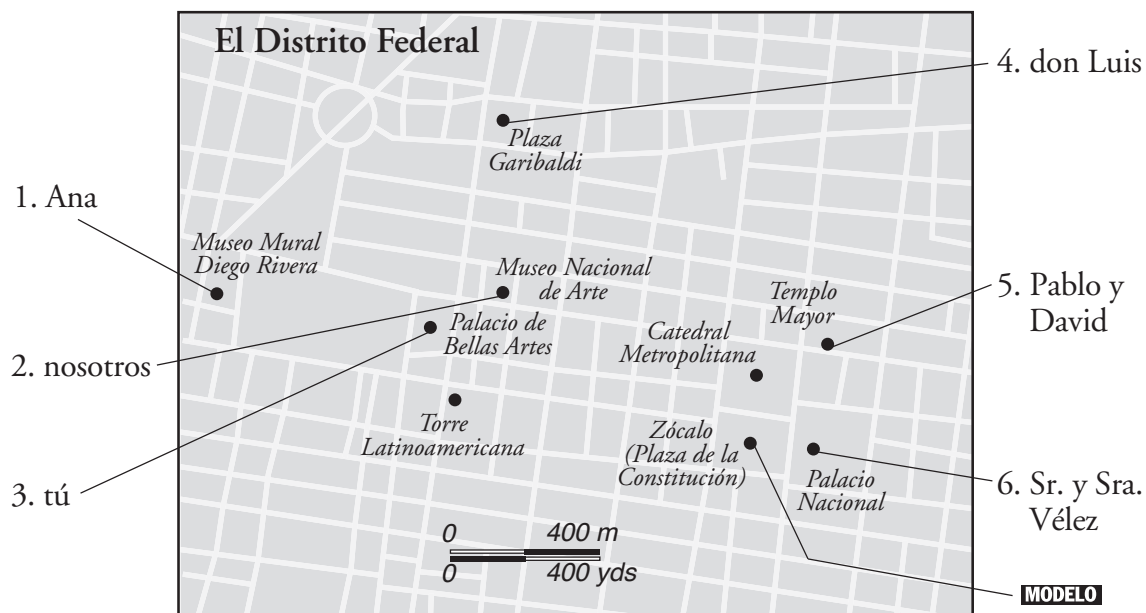 El Distrito Federal
4. don Luis
Plaza
Garibaldi
1. Ana
Museo Mural
Diego Rivera
Museo Nacional
de Arte
Templo
Mayor
5. Pablo y
David
Palacio de
Bellas Artes
Catedral
Metropolitana
2. nosotros
Torre
Latinoamericana
Zócalo
(Plaza de la
Constitución)
Palacio
Nacional
3. tú
6. Sr. y Sra.
Vélez
0 400 m
0 400 yds
MODELO